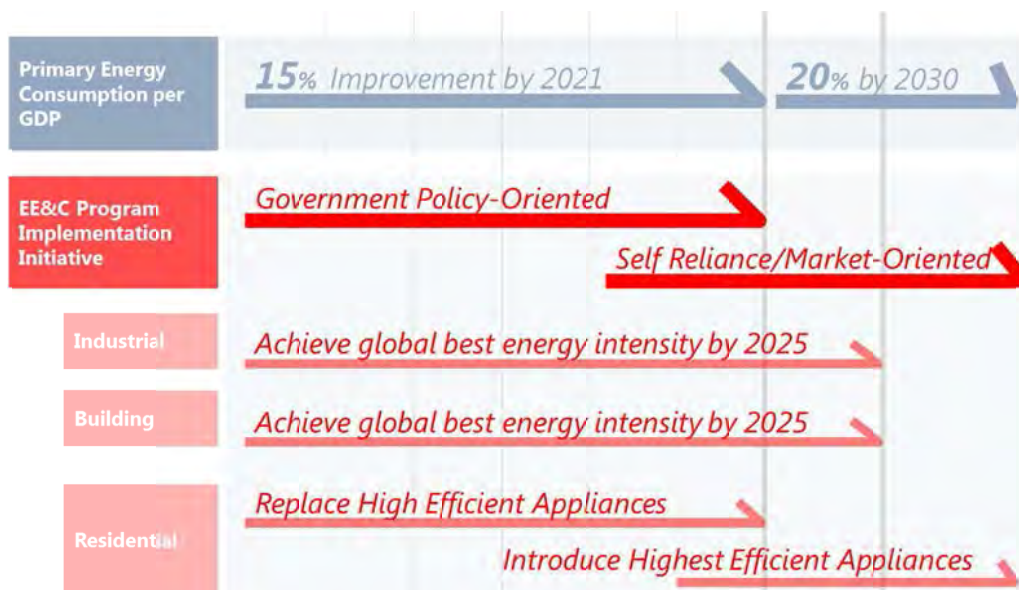 Primary Energy
Consumption per
GDP
15% Improvement by 2021
20% by 2030
EE&C Program
Implementation
Initiative
Government Policy-Oriented
Self Reliance/Market-Oriented
Industrial
Achieve global best energy intensity by 2025
Building
Achieve global best energy intensity by 2025
Residential
Replace High Efficient Appliances
Introduce Highest Efficient Appliances